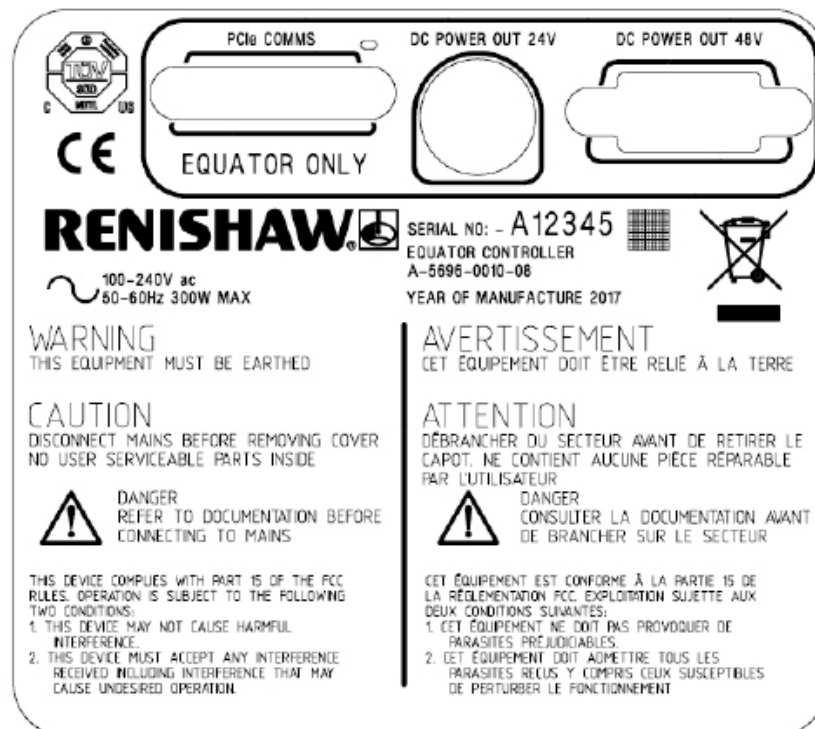 PCIe COMMS
DC POWER OUT 24V
DC POWER OUT 48V
TÜV
SÜD
C US
CE
EQUATOR ONLY
RENISHAW®
SERIAL NO: - A12345
EQUATOR CONTROLLER
A-5696-0010-08
100-240V ac
50-60Hz 300W MAX
YEAR OF MANUFACTURE 2017
WARNING
THIS EQUIPMENT MUST BE EARTHED
CAUTION
DISCONNECT MAINS BEFORE REMOVING COVER
NO USER SERVICEABLE PARTS INSIDE
DANGER
REFER TO DOCUMENTATION BEFORE
CONNECTING TO MAINS
THIS DEVICE COMPLIES WITH PART 15 OF THE FCC
RULES. OPERATION IS SUBJECT TO THE FOLLOWING
TWO CONDITIONS:
1. THIS DEVICE MAY NOT CAUSE HARMFUL
INTERFERENCE.
2. THIS DEVICE MUST ACCEPT ANY INTERFERENCE
RECEIVED INCLUDING INTERFERENCE THAT MAY
CAUSE UNDESIRED OPERATION.
AVERTISSEMENT
CET ÉQUIPEMENT DOIT ÊTRE RELIÉ À LA TERRE
ATTENTION
DÉBRANCHER DU SECTEUR AVANT DE RETIRER LE
CAPOT. NE CONTIENT AUCUNE PIÈCE RÉPARABLE
PAR L'UTILISATEUR
DANGER
CONSULTER LA DOCUMENTATION AVANT
DE BRANCHER SUR LE SECTEUR
CET ÉQUIPEMENT EST CONFORME À LA PARTIE 15 DE
LA RÉGLEMENTATION FCC. EXPLOITATION SUJETTE AUX
DEUX CONDITIONS SUIVANTES:
1. CET ÉQUIPEMENT NE DOIT PAS PROVOQUER DE
PARASITES PRÉJUDICIABLES.
2. CET ÉQUIPEMENT DOIT ADMETTRE TOUS LES
PARASITES REÇUS Y COMPRIS CEUX SUSCEPTIBLES
DE PERTURBER LE FONCTIONNEMENT